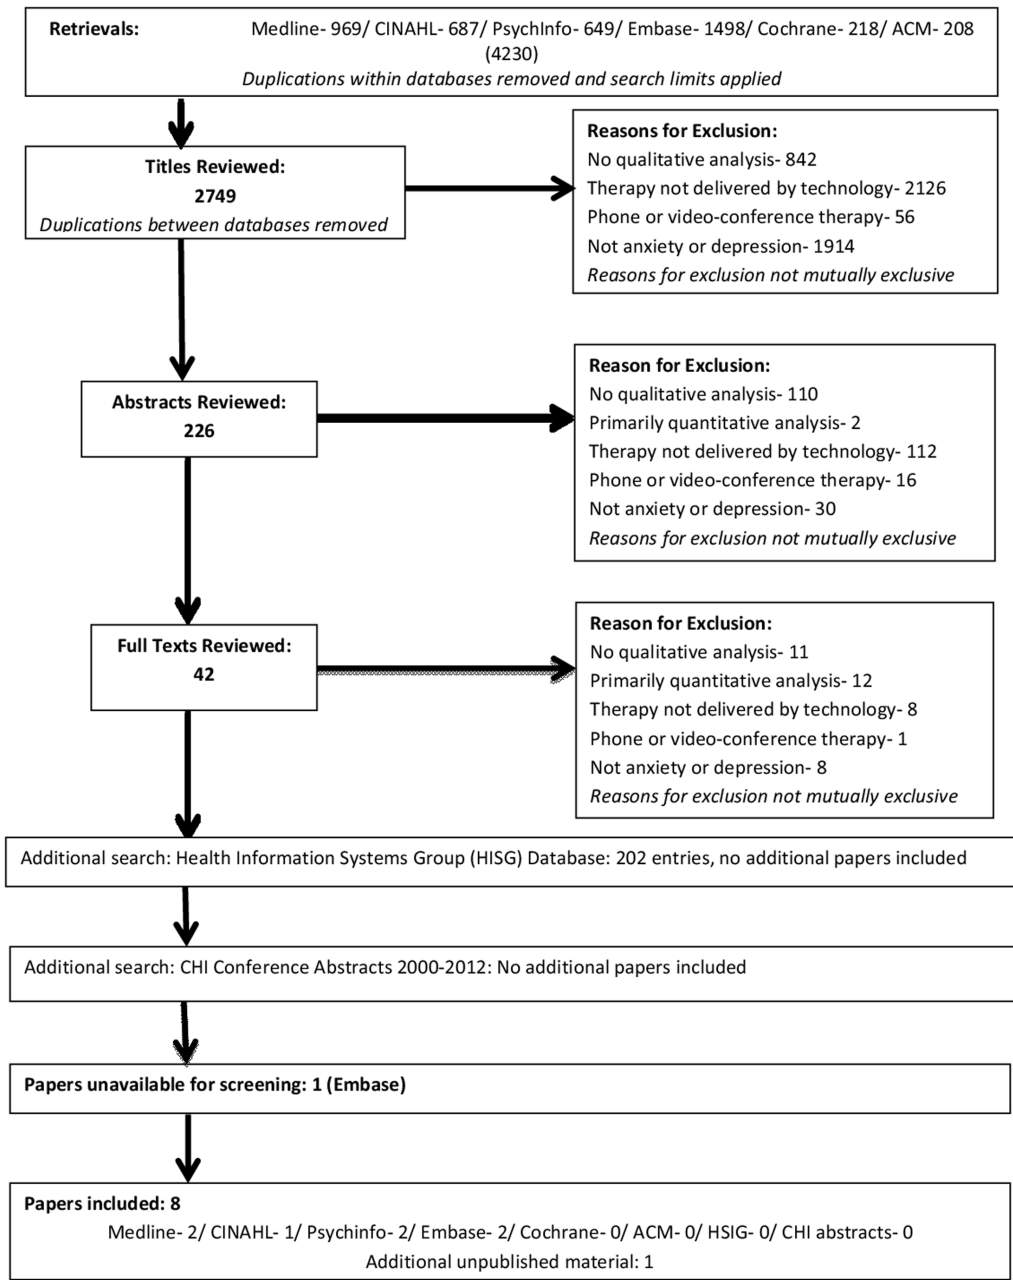 Retrievals: Medline- 969/ CINAHL- 687/ PsychInfo- 649/ Embase- 1498/ Cochrane- 218/ ACM- 208
(4230)
Duplications within databases removed and search limits applied
Titles Reviewed:
2749
Duplications between databases removed
Reasons for Exclusion:
No qualitative analysis- 842
Therapy not delivered by technology- 2126
Phone or video-conference therapy- 56
Not anxiety or depression- 1914
Reasons for exclusion not mutually exclusive
Abstracts Reviewed:
226
Reason for Exclusion:
No qualitative analysis- 110
Primarily quantitative analysis- 2
Therapy not delivered by technology- 112
Phone or video-conference therapy- 16
Not anxiety or depression- 30
Reasons for exclusion not mutually exclusive
Full Texts Reviewed:
42
Reason for Exclusion:
No qualitative analysis- 11
Primarily quantitative analysis- 12
Therapy not delivered by technology- 8
Phone or video-conference therapy- 1
Not anxiety or depression- 8
Reasons for exclusion not mutually exclusive
Additional search: Health Information Systems Group (HISG) Database: 202 entries, no additional papers included
Additional search: CHI Conference Abstracts 2000-2012: No additional papers included
Papers unavailable for screening: 1 (Embase)
Papers included: 8
Medline- 2/ CINAHL- 1/ Psychinfo- 2/ Embase- 2/ Cochrane- 0/ ACM- 0/ HSIG- 0/ CHI abstracts- 0
Additional unpublished material: 1